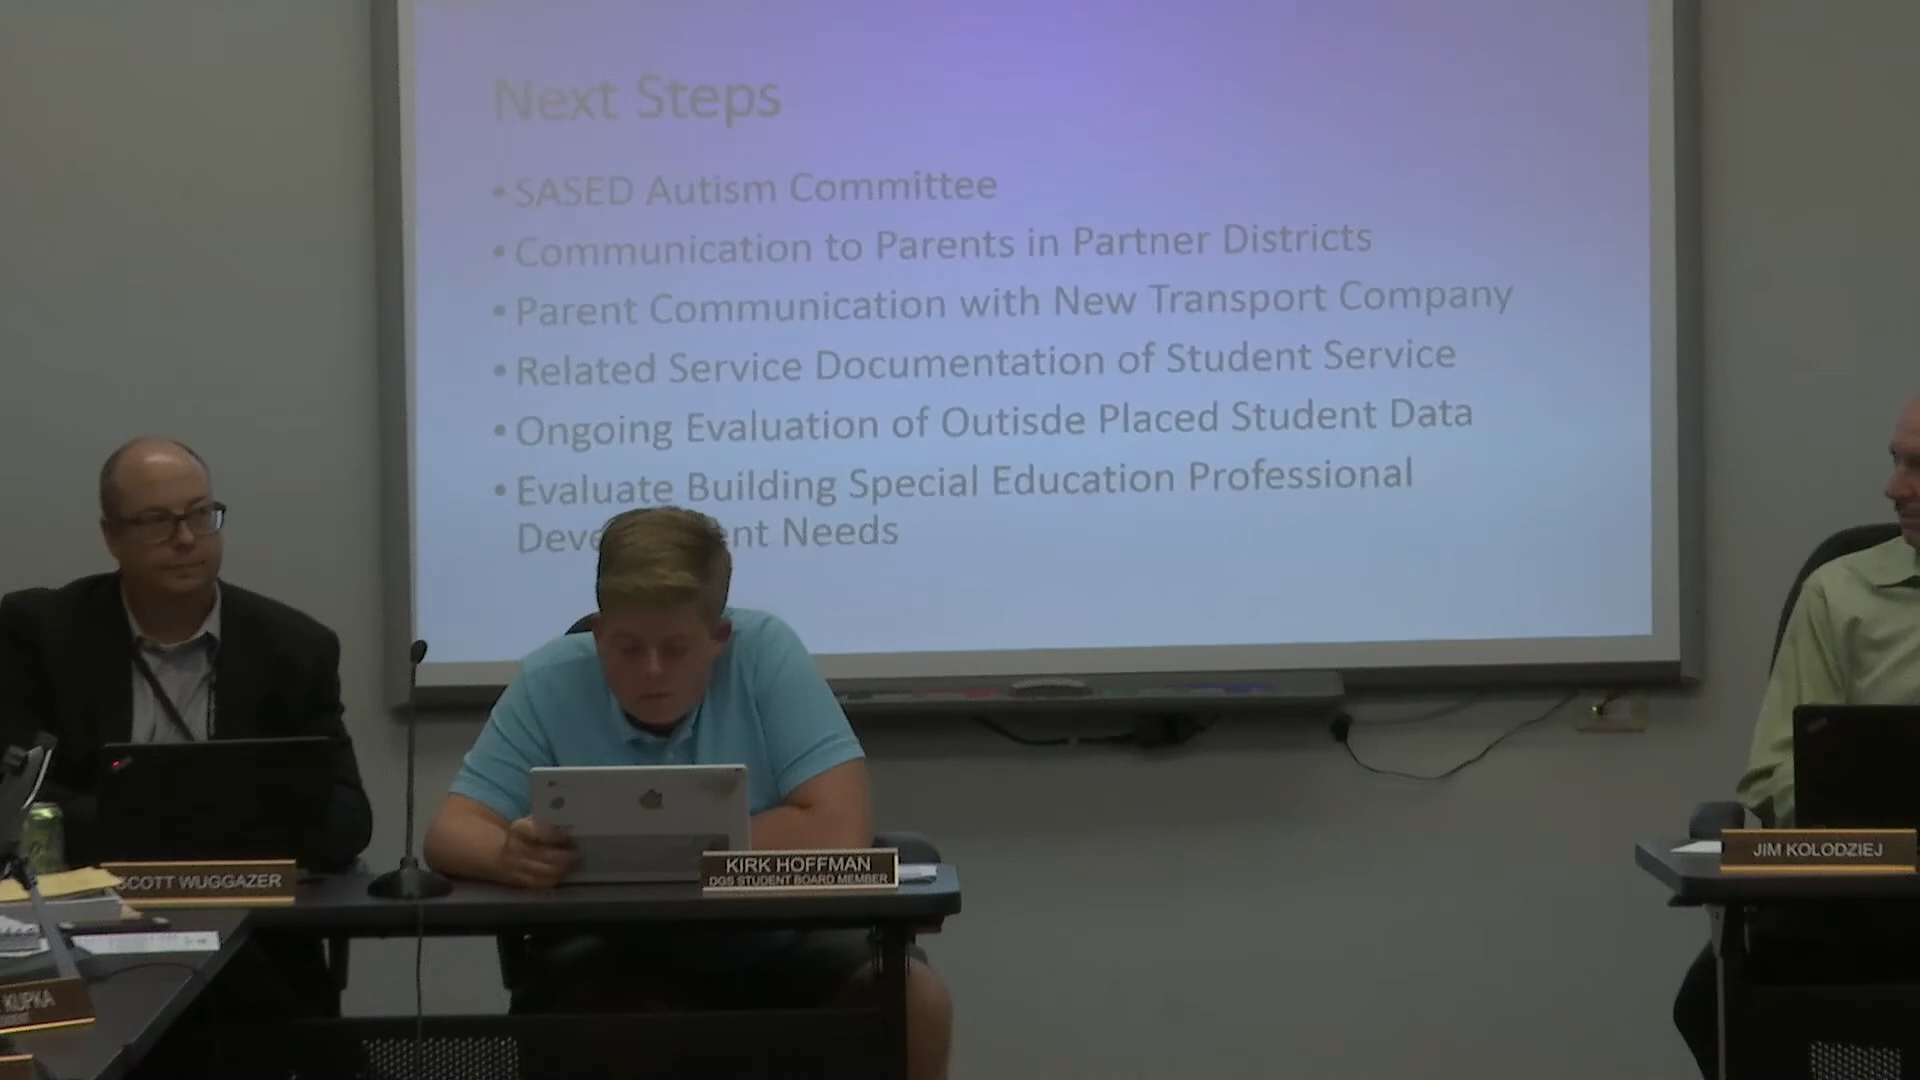 Next Steps
• SASED Autism Committee
• Communication to Parents in Partner Districts
• Parent Communication with New Transport Company
• Related Service Documentation of Student Service
• Ongoing Evaluation of Outisde Placed Student Data
• Evaluate Building Special Education Professional
Deve ent Needs
SCOTT WUGGAZER
KIRK HOFFMAN
DGS STUDENT BOARD MEMBER
JIM KOLODZIEJ
KUPKA